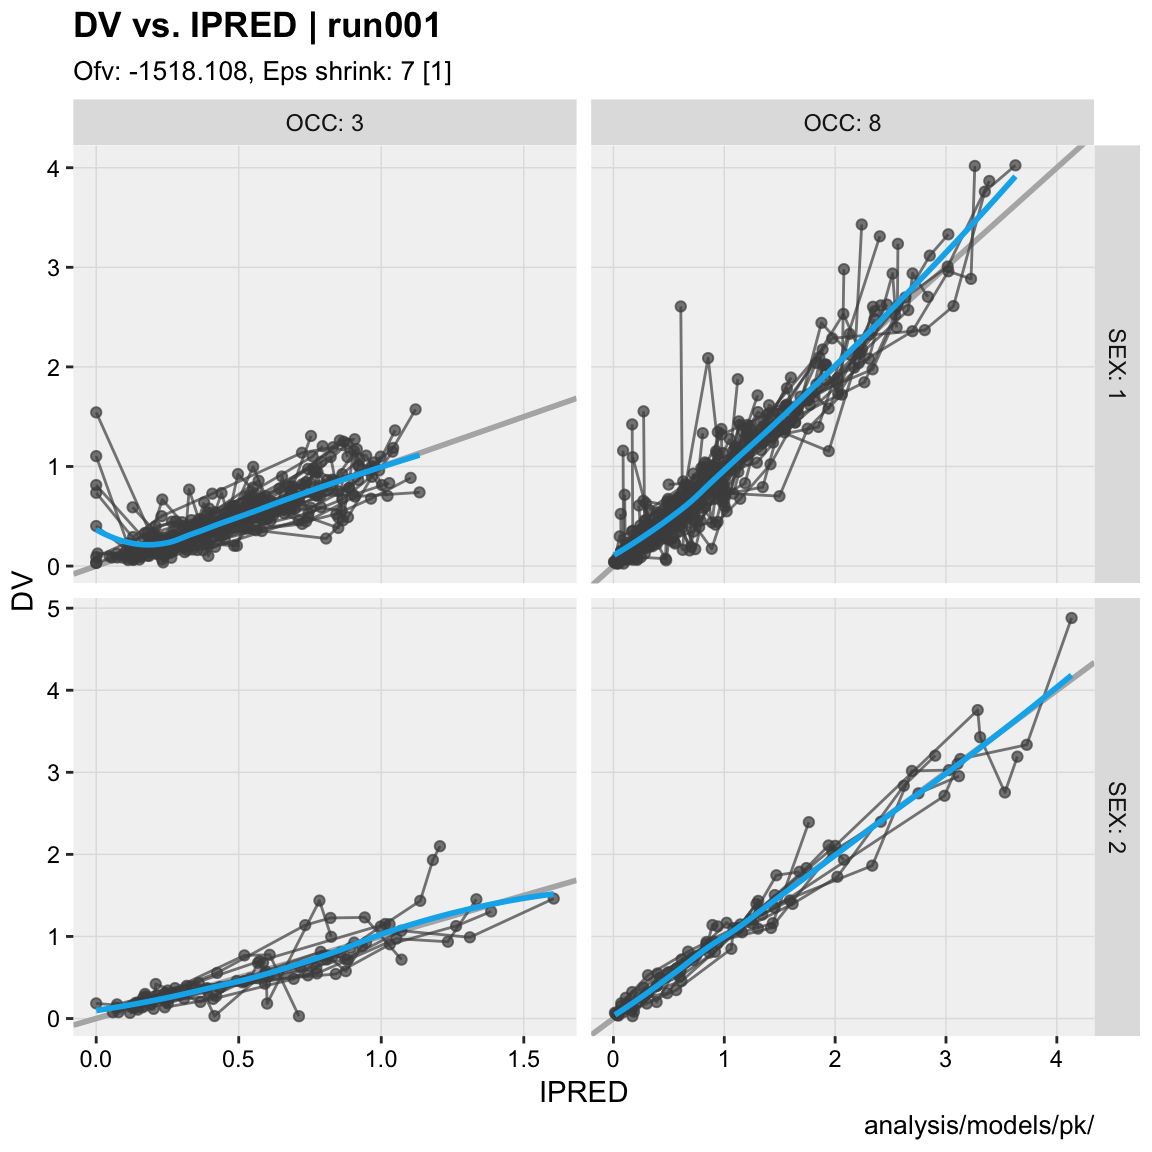 DV vs. IPRED | run001
Ofv: -1518.108, Eps shrink: 7 [1]
OCC: 3
OCC: 8
4
3
2
1
0
SEX: 1
5
4
3
2
1
0
SEX: 2
DV
0.0
0.5
1.0
1.5
0
1
2
3
4
IPRED
analysis/models/pk/